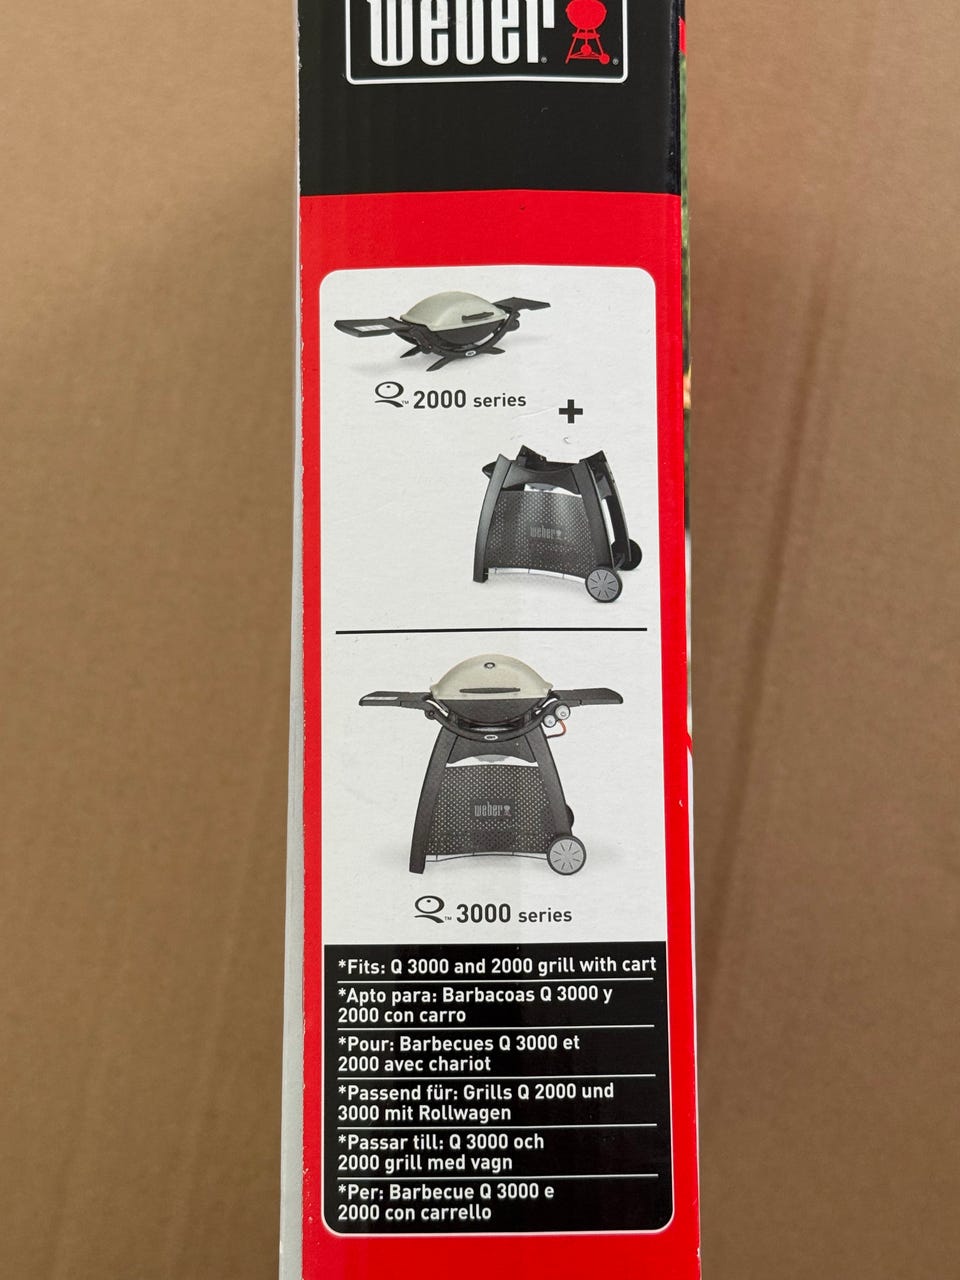 weber
Q™ 2000 series
+
weber
weber
Q™ 3000 series
*Fits: Q 3000 and 2000 grill with cart
*Apto para: Barbacoas Q 3000 y
2000 con carro
*Pour: Barbecues Q 3000 et
2000 avec chariot
*Passend für: Grills Q 2000 und
3000 mit Rollwagen
*Passar till: Q 3000 och
2000 grill med vagn
*Per: Barbecue Q 3000 e
2000 con carrello